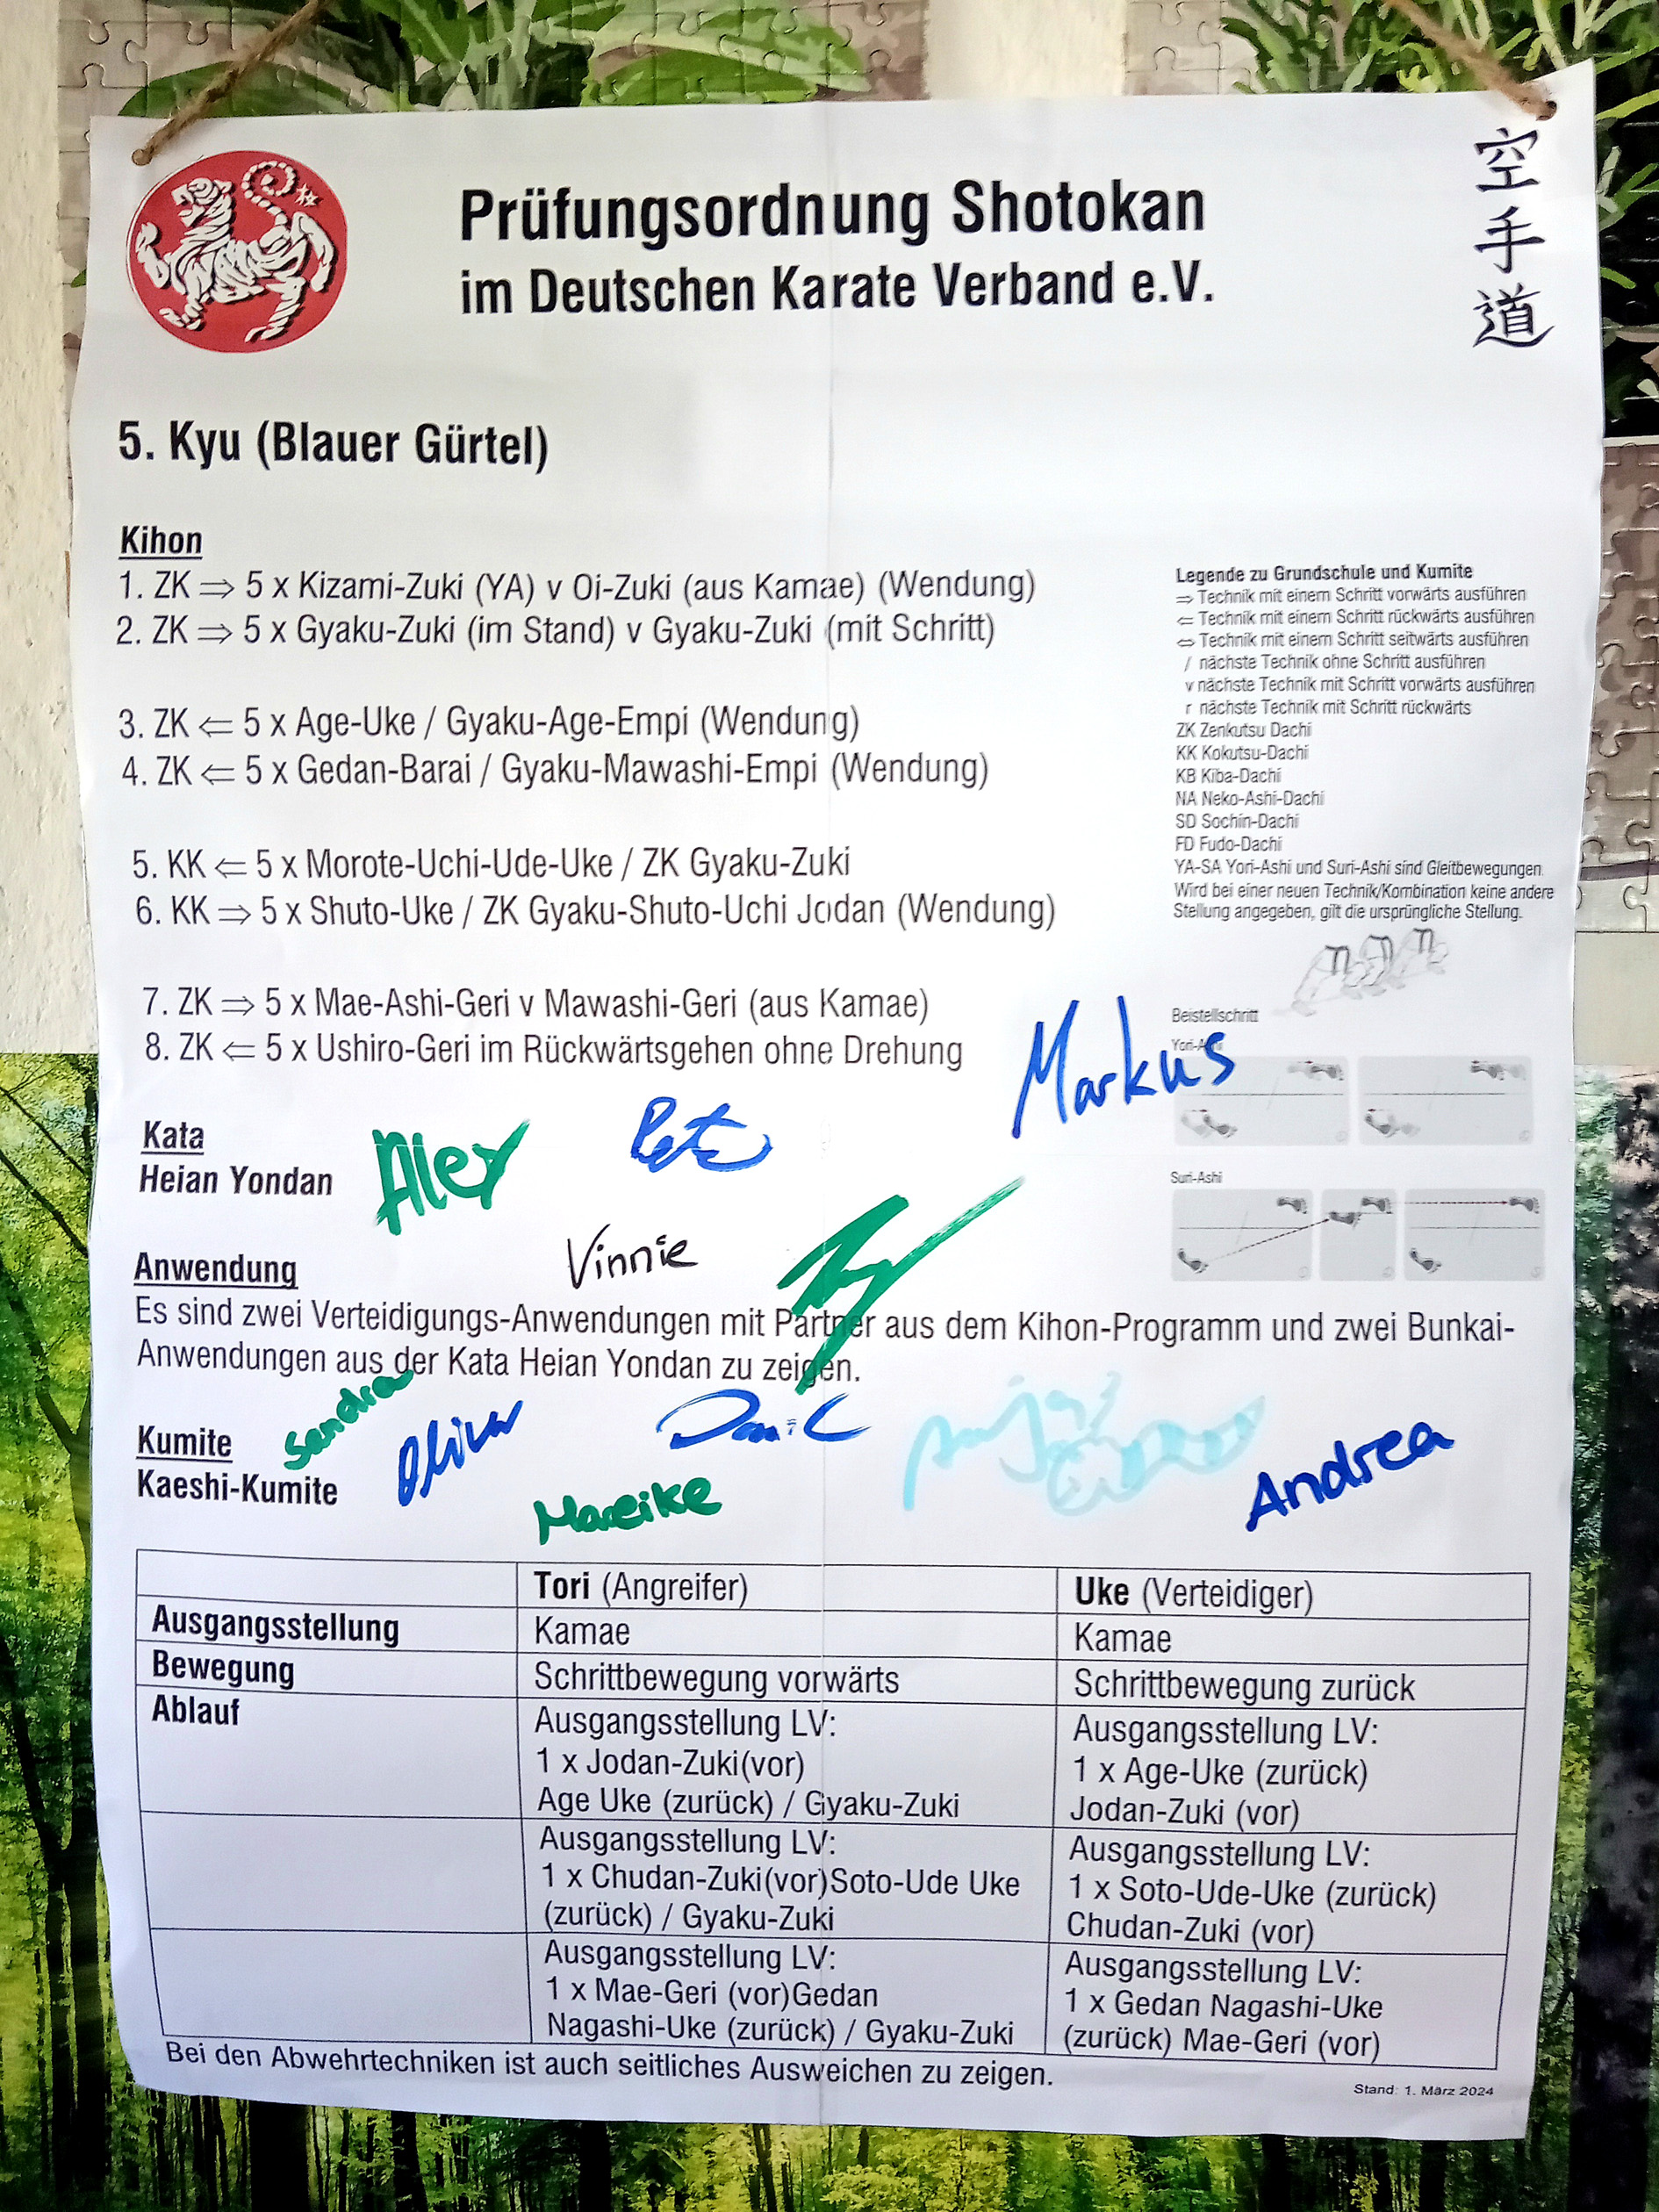 Prüfungsordnung Shotokan
im Deutschen Karate Verband e.V.
空手道
5. Kyu (Blauer Gürtel)
Kihon
1. ZK ⇒ 5 x Kizami-Zuki (YA) v Oi-Zuki (aus Kamae) (Wendung)
2. ZK ⇒ 5 x Gyaku-Zuki (im Stand) v Gyaku-Zuki (mit Schritt)
3. ZK ⇐ 5 x Age-Uke / Gyaku-Age-Empi (Wendung)
4. ZK ⇐ 5 x Gedan-Barai / Gyaku-Mawashi-Empi (Wendung)
5. KK ⇐ 5 x Morote-Uchi-Ude-Uke / ZK Gyaku-Zuki
6. KK ⇒ 5 x Shuto-Uke / ZK Gyaku-Shuto-Uchi Jodan (Wendung)
7. ZK ⇒ 5 x Mae-Ashi-Geri v Mawashi-Geri (aus Kamae)
8. ZK ⇐ 5 x Ushiro-Geri im Rückwärtsgehen ohne Drehung
Legende zu Grundschule und Kumite
⇒ Technik mit einem Schritt vorwärts ausführen
⇐ Technik mit einem Schritt rückwärts ausführen
⇔ Technik mit einem Schritt seitwärts ausführen
/ nächste Technik ohne Schritt ausführen
v nächste Technik mit Schritt vorwärts ausführen
r nächste Technik mit Schritt rückwärts
ZK Zenkutsu Dachi
KK Kokutsu-Dachi
KB Kiba-Dachi
NA Neko-Ashi-Dachi
SD Sochin-Dachi
FD Fudo-Dachi
YA-SA Yori-Ashi und Suri-Ashi sind Gleitbewegungen.
Wird bei einer neuen Technik/Kombination keine andere
Stellung angegeben, gilt die ursprüngliche Stellung.
Beistellschritt
Yori-Ashi
Suri-Ashi
Markus
Kata
Heian Yondan
Alex
Vinnie
Anwendung
Es sind zwei Verteidigungs-Anwendungen mit Partner aus dem Kihon-Programm und zwei Bunkai-
Anwendungen aus der Kata Heian Yondan zu zeigen.
Sandra
Oliver
Mareike
Andrea
Kumite
Kaeshi-Kumite
Tori (Angreifer)
Uke (Verteidiger)
Ausgangsstellung
Kamae
Kamae
Bewegung
Schrittbewegung vorwärts
Schrittbewegung zurück
Ablauf
Ausgangsstellung LV:
1 x Jodan-Zuki(vor)
Age Uke (zurück) / Gyaku-Zuki
Ausgangsstellung LV:
1 x Age-Uke (zurück)
Jodan-Zuki (vor)
Ausgangsstellung LV:
1 x Chudan-Zuki(vor)Soto-Ude Uke
(zurück) / Gyaku-Zuki
Ausgangsstellung LV:
1 x Soto-Ude-Uke (zurück)
Chudan-Zuki (vor)
Ausgangsstellung LV:
1 x Mae-Geri (vor)Gedan
Nagashi-Uke (zurück) / Gyaku-Zuki
Ausgangsstellung LV:
1 x Gedan Nagashi-Uke
(zurück) Mae-Geri (vor)
Bei den Abwehrtechniken ist auch seitliches Ausweichen zu zeigen.
Stand: 1. März 2024